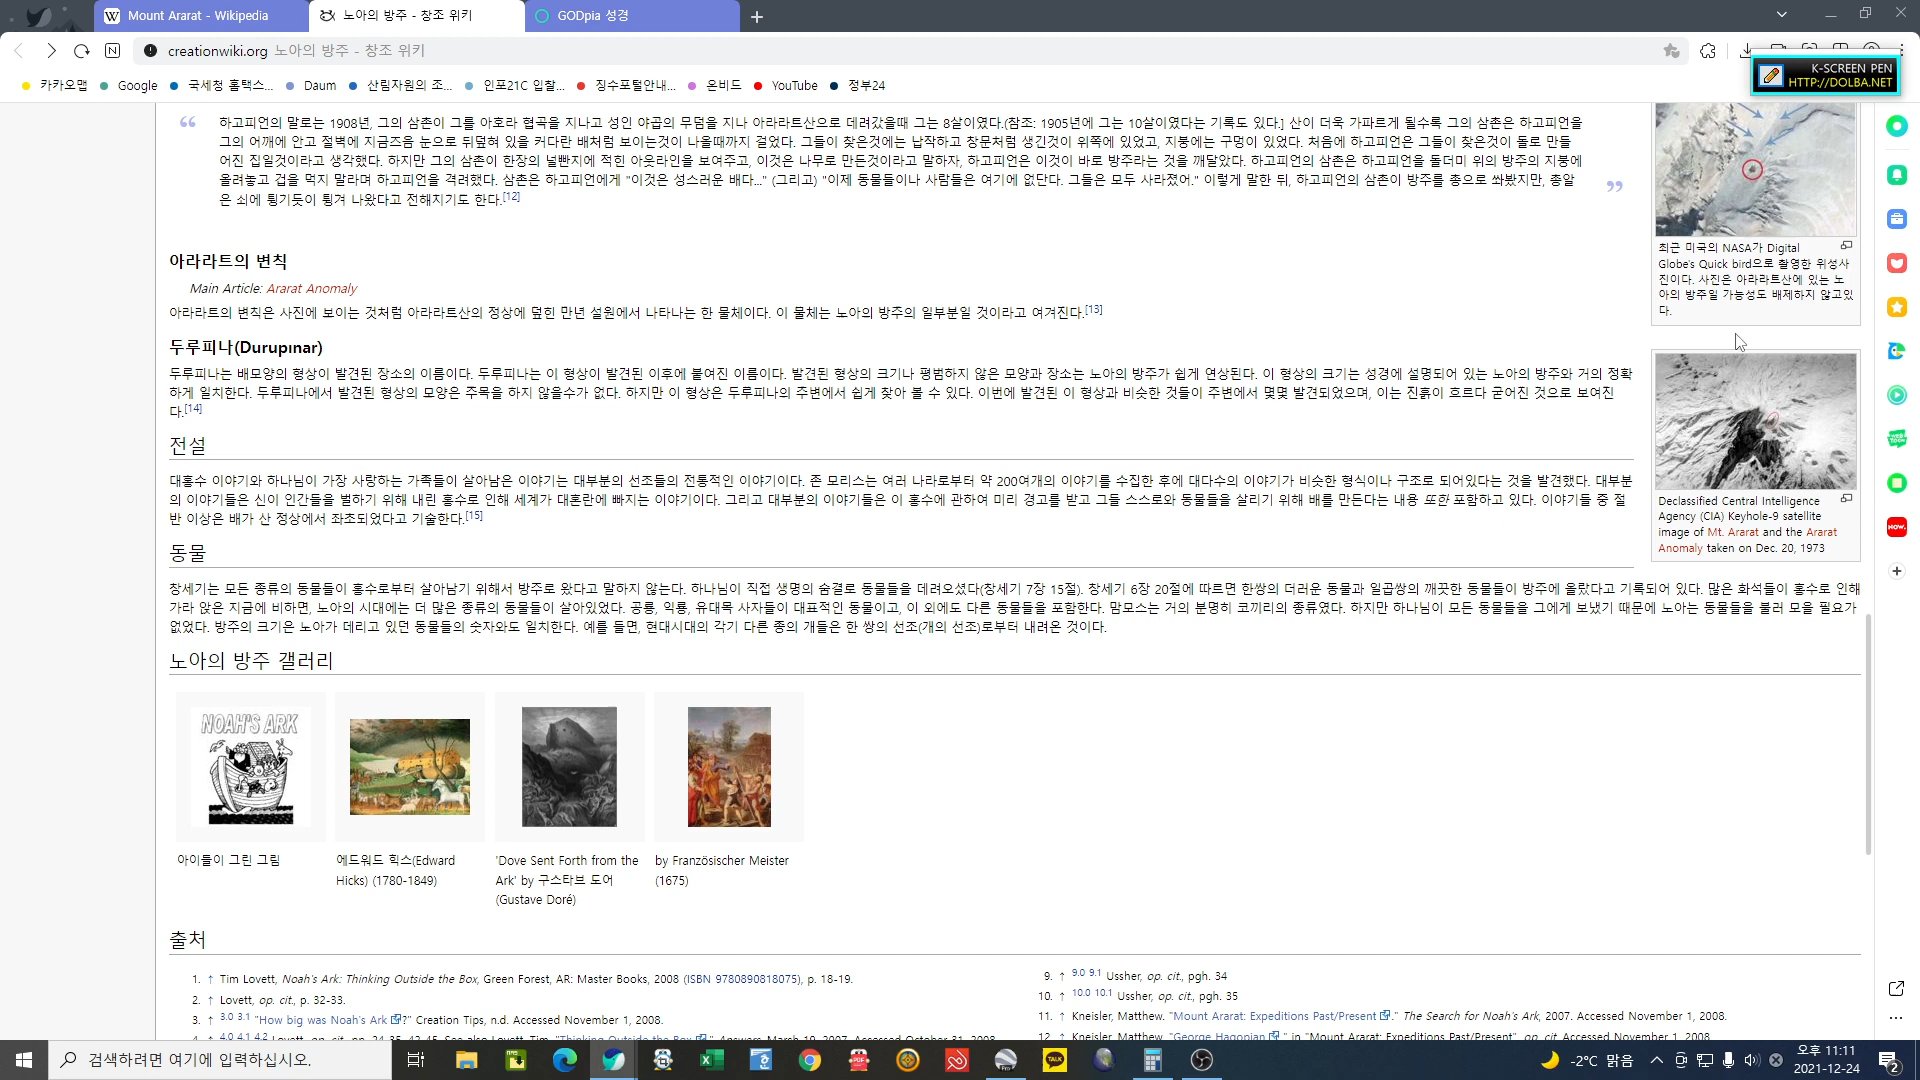 Mount Ararat - Wikipedia
노아의 방주 - 창조 위키
GODpia 성경
creationwiki.org 노아의 방주 - 창조 위키
K-SCREEN PEN
HTTP://DOLBA.NET
카카오맵
Google
국세청 홈택스...
Daum
산림자원의 조...
인포21C 입찰...
징수포털안내...
온비드
YouTube
정부24
“ 하고피언의 말로는 1908년, 그의 삼촌이 그를 아호라 협곡을 지나고 성인 야곱의 무덤을 지나 아라라트산으로 데려갔을때 그는 8살이였다.(참조: 1905년에 그는 10살이였다는 기록도 있다.] 산이 더욱 가파르게 될수록 그의 삼촌은 하고피언을
그의 어깨에 안고 절벽에 지금즈음 눈으로 뒤덮혀 있을 커다란 배처럼 보이는것이 나올때까지 걸었다. 그들이 찾은것에는 납작하고 창문처럼 생긴것이 위쪽에 있었고, 지붕에는 구멍이 있었다. 처음에 하고피언은 그들이 찾은것이 돌로 만들
어진 집일것이라고 생각했다. 하지만 그의 삼촌이 한장의 널빤지에 적힌 아웃라인을 보여주고, 이것은 나무로 만든것이라고 말하자, 하고피언은 이것이 바로 방주라는 것을 깨달았다. 하고피언의 삼촌은 하고피언을 돌더미 위의 방주의 지붕에
올려놓고 겁을 먹지 말라며 하고피언을 격려했다. 삼촌은 하고피언에게 "이것은 성스러운 배다..." (그리고) "이제 동물들이나 사람들은 여기에 없단다. 그들은 모두 사라졌어." 이렇게 말한 뒤, 하고피언의 삼촌이 방주를 총으로 쏴봤지만, 총알
은 쇠에 튕기듯이 튕겨 나왔다고 전해지기도 한다.[12] ”
아라라트의 변칙
Main Article: Ararat Anomaly
아라라트의 변칙은 사진에 보이는 것처럼 아라라트산의 정상에 덮힌 만년 설원에서 나타나는 한 물체이다. 이 물체는 노아의 방주의 일부분일 것이라고 여겨진다.[13]
두루피나(Durupınar)
두루피나는 배모양의 형상이 발견된 장소의 이름이다. 두루피나는 이 형상이 발견된 이후에 붙여진 이름이다. 발견된 형상의 크기나 평범하지 않은 모양과 장소는 노아의 방주가 쉽게 연상된다. 이 형상의 크기는 성경에 설명되어 있는 노아의 방주와 거의 정확
하게 일치한다. 두루피나에서 발견된 형상의 모양은 주목을 하지 않을수가 없다. 하지만 이 형상은 두루피나의 주변에서 쉽게 찾아 볼 수 있다. 이번에 발견된 이 형상과 비슷한 것들이 주변에서 몇몇 발견되었으며, 이는 진흙이 흐르다 굳어진 것으로 보여진
다.[14]
전설
대홍수 이야기와 하나님이 가장 사랑하는 가족들이 살아남은 이야기는 대부분의 선조들의 전통적인 이야기이다. 존 모리스는 여러 나라로부터 약 200여개의 이야기를 수집한 후에 대다수의 이야기가 비슷한 형식이나 구조로 되어있다는 것을 발견했다. 대부분
의 이야기들은 신이 인간들을 벌하기 위해 내린 홍수로 인해 세계가 대혼란에 빠지는 이야기이다. 그리고 대부분의 이야기들은 이 홍수에 관하여 미리 경고를 받고 그들 스스로와 동물들을 살리기 위해 배를 만든다는 내용 또한 포함하고 있다. 이야기들 중 절
반 이상은 배가 산 정상에서 좌초되었다고 기술한다.[15]
최근 미국의 NASA가 Digital
Globe's Quick bird으로 촬영한 위성사
진이다. 사진은 아라라트산에 있는 노
아의 방주일 가능성도 배제하지 않고있
다.
Declassified Central Intelligence
Agency (CIA) Keyhole-9 satellite
image of Mt. Ararat and the Ararat
Anomaly taken on Dec. 20, 1973
동물
창세기는 모든 종류의 동물들이 홍수로부터 살아남기 위해서 방주로 왔다고 말하지 않는다. 하나님이 직접 생명의 숨결로 동물들을 데려오셨다(창세기 7장 15절). 창세기 6장 20절에 따르면 한쌍의 더러운 동물과 일곱쌍의 깨끗한 동물들이 방주에 올랐다고 기록되어 있다. 많은 화석들이 홍수로 인해
가라 앉은 지금에 비하면, 노아의 시대에는 더 많은 종류의 동물들이 살아있었다. 공룡, 익룡, 유대목 사자들이 대표적인 동물이고, 이 외에도 다른 동물들을 포함한다. 맘모스는 거의 분명히 코끼리의 종류였다. 하지만 하나님이 모든 동물들을 그에게 보냈기 때문에 노아는 동물들을 불러 모을 필요가
없었다. 방주의 크기은 노아가 데리고 있던 동물들의 숫자와도 일치한다. 예를 들면, 현대시대의 각기 다른 종의 개들은 한 쌍의 선조(개의 선조)로부터 내려온 것이다.
노아의 방주 갤러리
NOAH'S ARK
아이들이 그린 그림
에드워드 힉스(Edward
Hicks) (1780-1849)
'Dove Sent Forth from the
Ark' by 구스타브 도어
(Gustave Doré)
by Französischer Meister
(1675)
출처
1. ↑ Tim Lovett, Noah's Ark: Thinking Outside the Box, Green Forest, AR: Master Books, 2008 (ISBN 9780890818075), p. 18-19.
2. ↑ Lovett, op. cit., p. 32-33.
3. ↑ 3.0 3.1 "How big was Noah's Ark?" Creation Tips, n.d. Accessed November 1, 2008.
4. ↑ 4.0 4.1 4.2 Lovett, op. cit., pp. 24-35, 42-45. See also Lovett, Tim. "Thinking Outside the Box." Answers, March 19, 2007. Accessed October 31, 2008.
9. ↑ 9.0 9.1 Ussher, op. cit., pgh. 34
10. ↑ 10.0 10.1 Ussher, op. cit., pgh. 35
11. ↑ Kneisler, Matthew. "Mount Ararat: Expeditions Past/Present." The Search for Noah's Ark, 2007. Accessed November 1, 2008.
12. ↑ Kneisler, Matthew. "George Hagopian," in "Mount Ararat: Expeditions Past/Present" op. cit. Accessed November 1, 2008.
검색하려면 여기에 입력하십시오.
-2°C 맑음
오후 11:11
2021-12-24
2